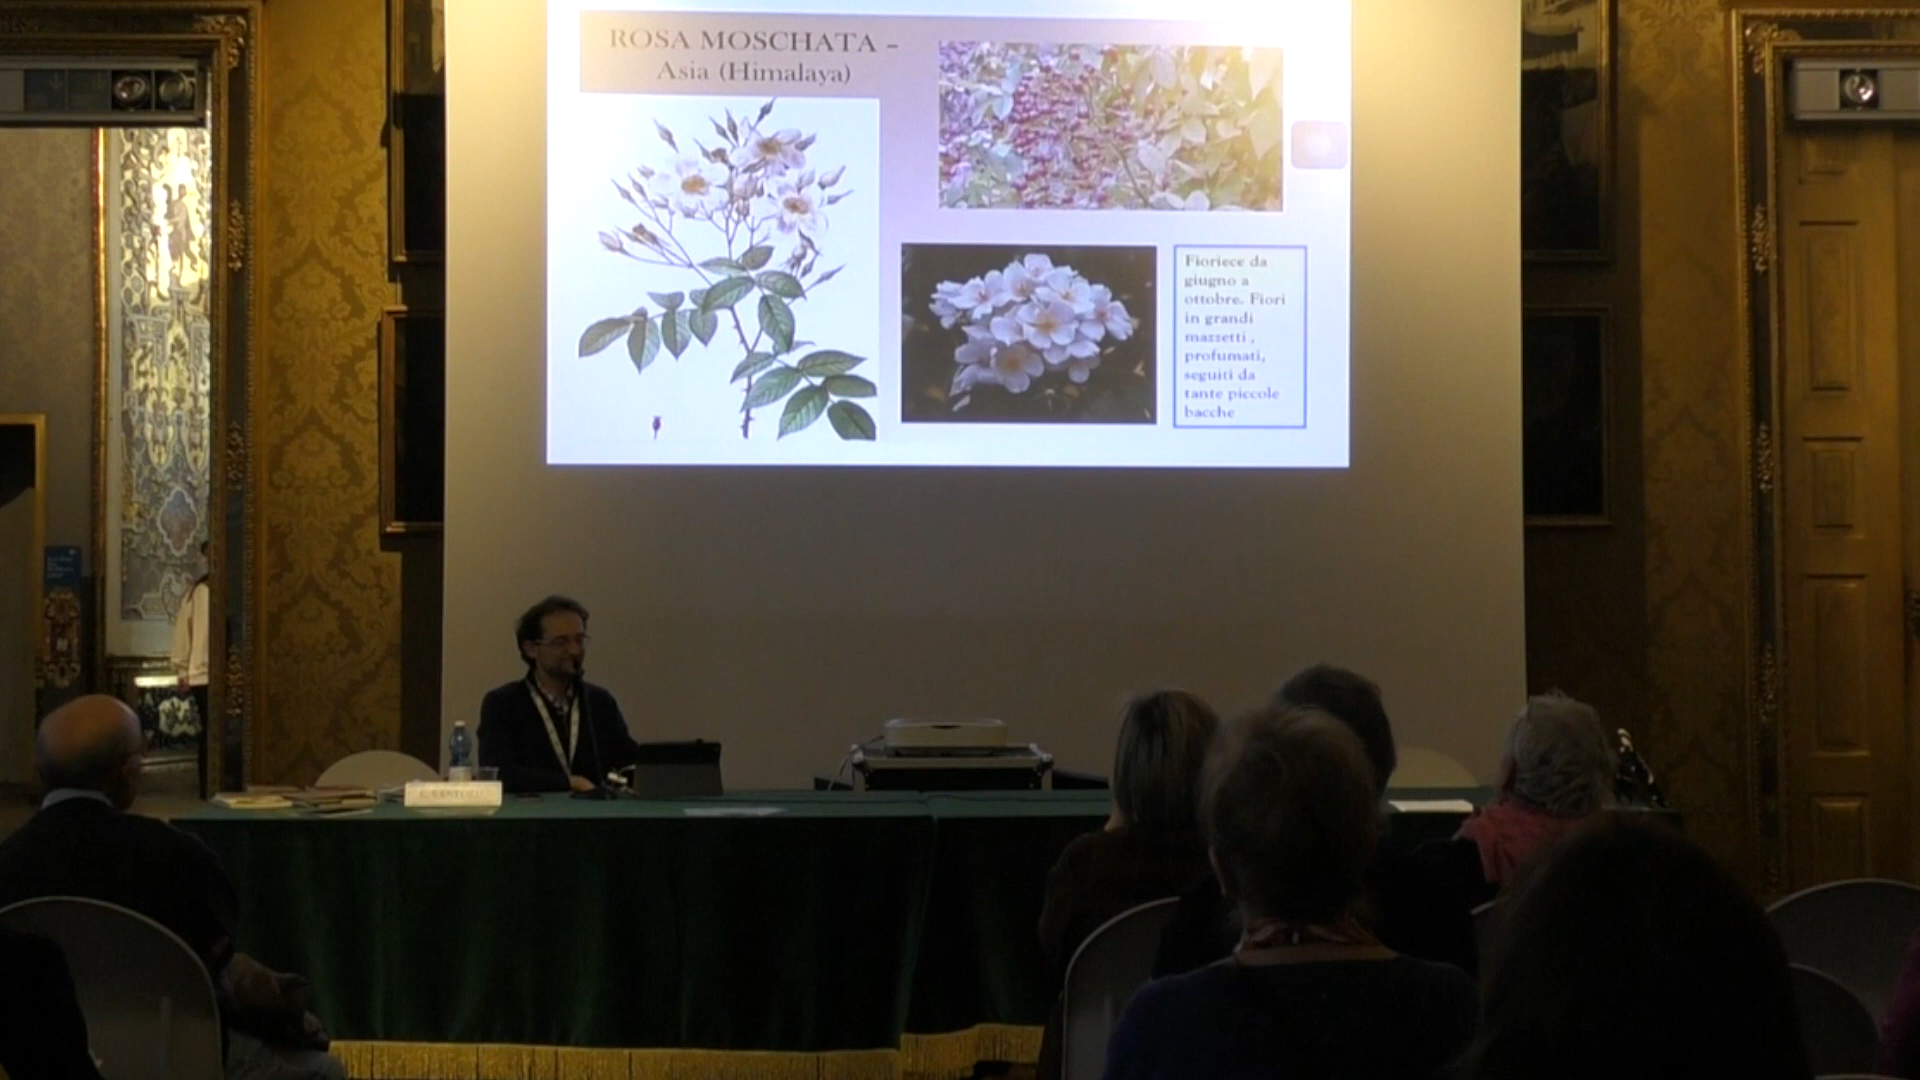 ROSA MOSCHATA –
Asia (Himalaya)
Fioriece da
giugno a
ottobre. Fiori
in grandi
mazzetti ,
profumati,
seguiti da
tante piccole
bacche